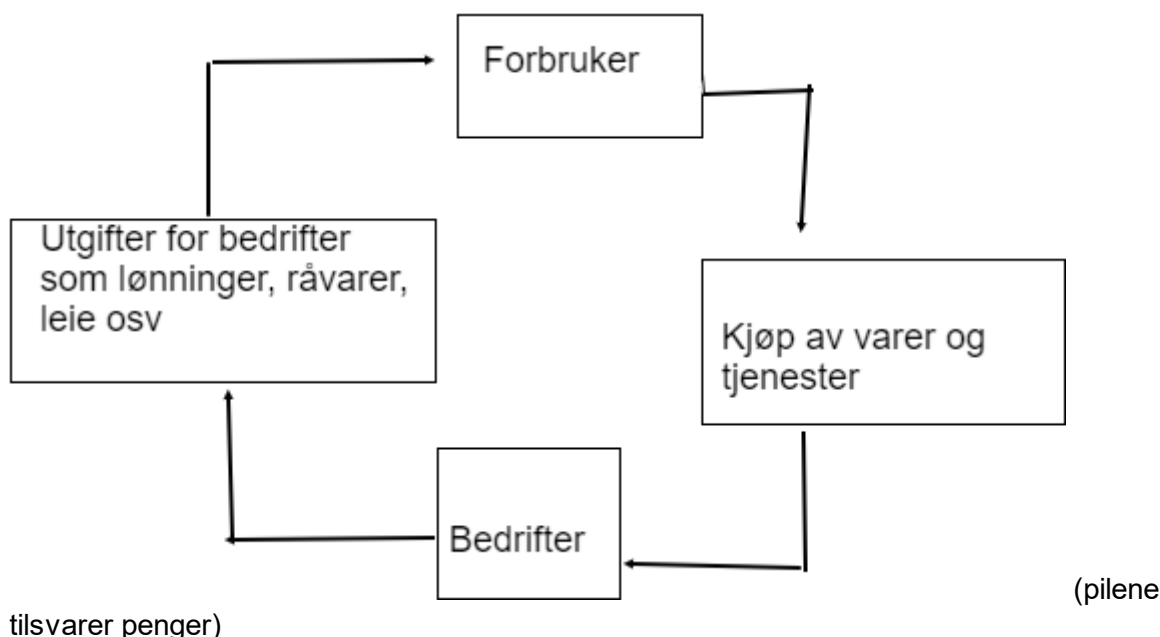 Forbruker
Utgifter for bedrifter
som lønninger, råvarer,
leie osv
Kjøp av varer og
tjenester
Bedrifter
(pilene
tilsvarer penger)